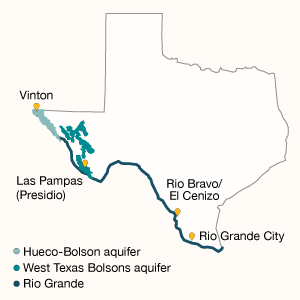 Vinton
Las Pampas
(Presidio)
Rio Bravo/
El Cenizo
Rio Grande City
Hueco-Bolson aquifer
West Texas Bolsons aquifer
Rio Grande